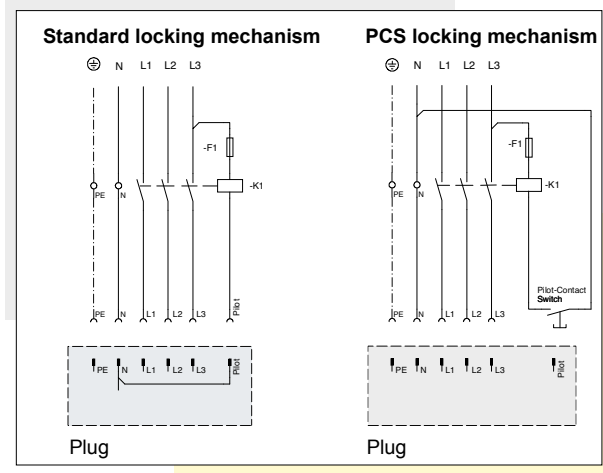 Standard locking mechanism
N L1 L2 L3
-F1
-K1
PE N
PE N L1 L2 L3 Pilot
PE N L1 L2 L3 Pilot
Plug
PCS locking mechanism
N L1 L2 L3
-F1
-K1
PE N
Pilot-Contact
Switch
PE N L1 L2 L3
PE N L1 L2 L3 Pilot
Plug